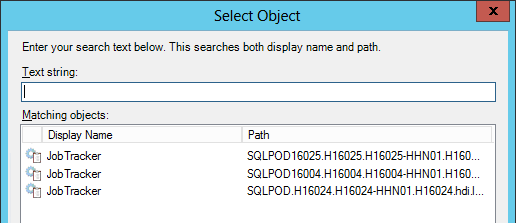 Select Object
x
Enter your search text below. This searches both display name and path.
Text string:
Matching objects:
Display Name Path
JobTracker SQLPOD16025.H16025.H16025-HHN01.H160...
JobTracker SQLPOD16004.H16004.H16004-HHN01.H160...
JobTracker SQLPOD.H16024.H16024-HHN01.H16024.hdi.l...